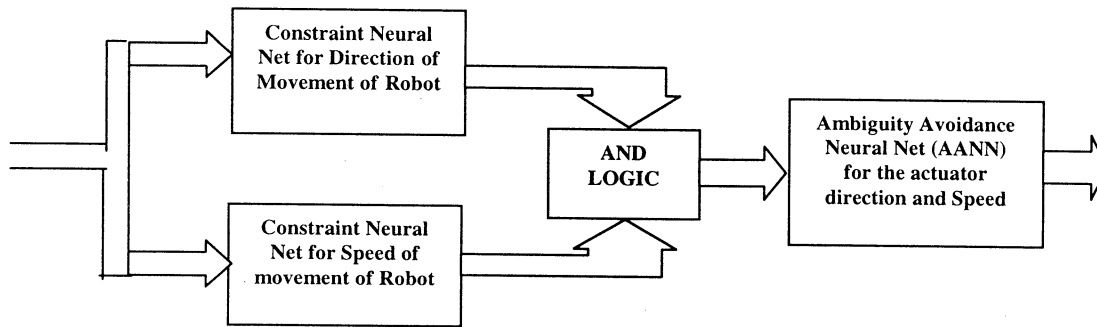 Constraint Neural
Net for Direction of
Movement of Robot
AND
LOGIC
Ambiguity Avoidance
Neural Net (AANN)
for the actuator
direction and Speed
Constraint Neural
Net for Speed of
movement of Robot